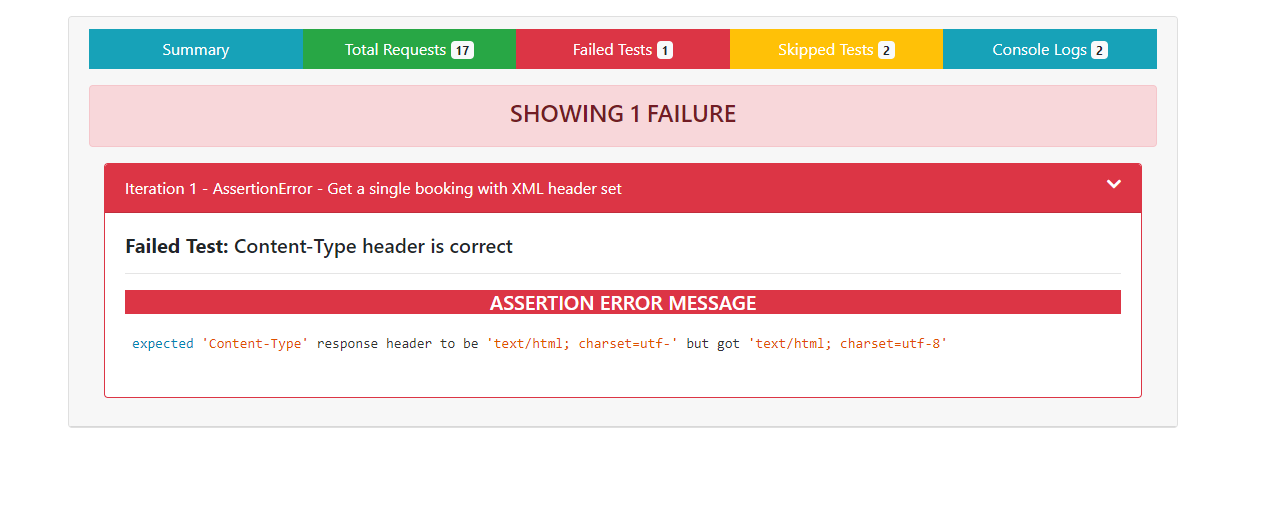 Summary Total Requests 17 Failed Tests 1 Skipped Tests 2 Console Logs 2
SHOWING 1 FAILURE
Iteration 1 - AssertionError - Get a single booking with XML header set
Failed Test: Content-Type header is correct
ASSERTION ERROR MESSAGE
expected 'Content-Type' response header to be 'text/html; charset=utf-' but got 'text/html; charset=utf-8'